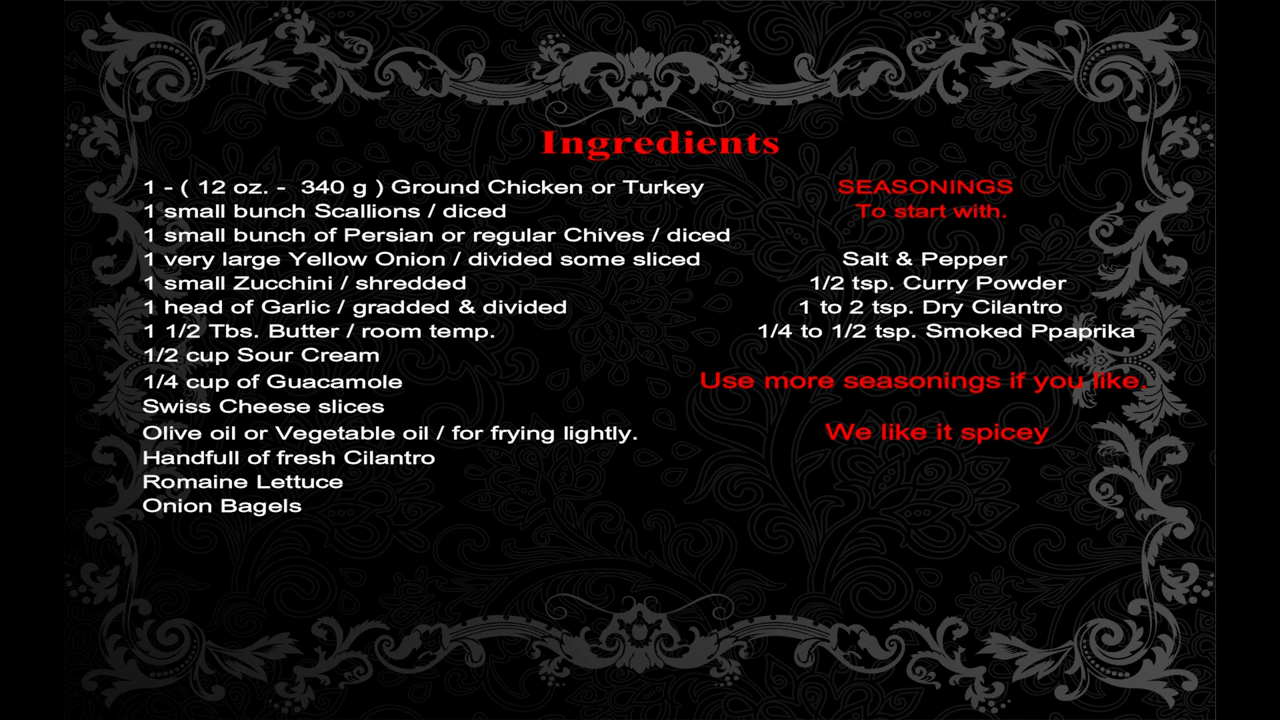 Ingredients
1 - ( 12 oz. -  340 g ) Ground Chicken or Turkey
1 small bunch Scallions / diced
1 small bunch of Persian or regular Chives / diced
1 very large Yellow Onion / divided some sliced
1 small Zucchini / shredded
1 head of Garlic / gradded & divided
1 1/2 Tbs. Butter / room temp.
1/2 cup Sour Cream
1/4 cup of Guacamole
Swiss Cheese slices
Olive oil or Vegetable oil / for frying lightly.
Handfull of fresh Cilantro
Romaine Lettuce
Onion Bagels
SEASONINGS
To start with.
Salt & Pepper
1/2 tsp. Curry Powder
1 to 2 tsp. Dry Cilantro
1/4 to 1/2 tsp. Smoked Ppaprika
Use more seasonings if you like.
We like it spicey